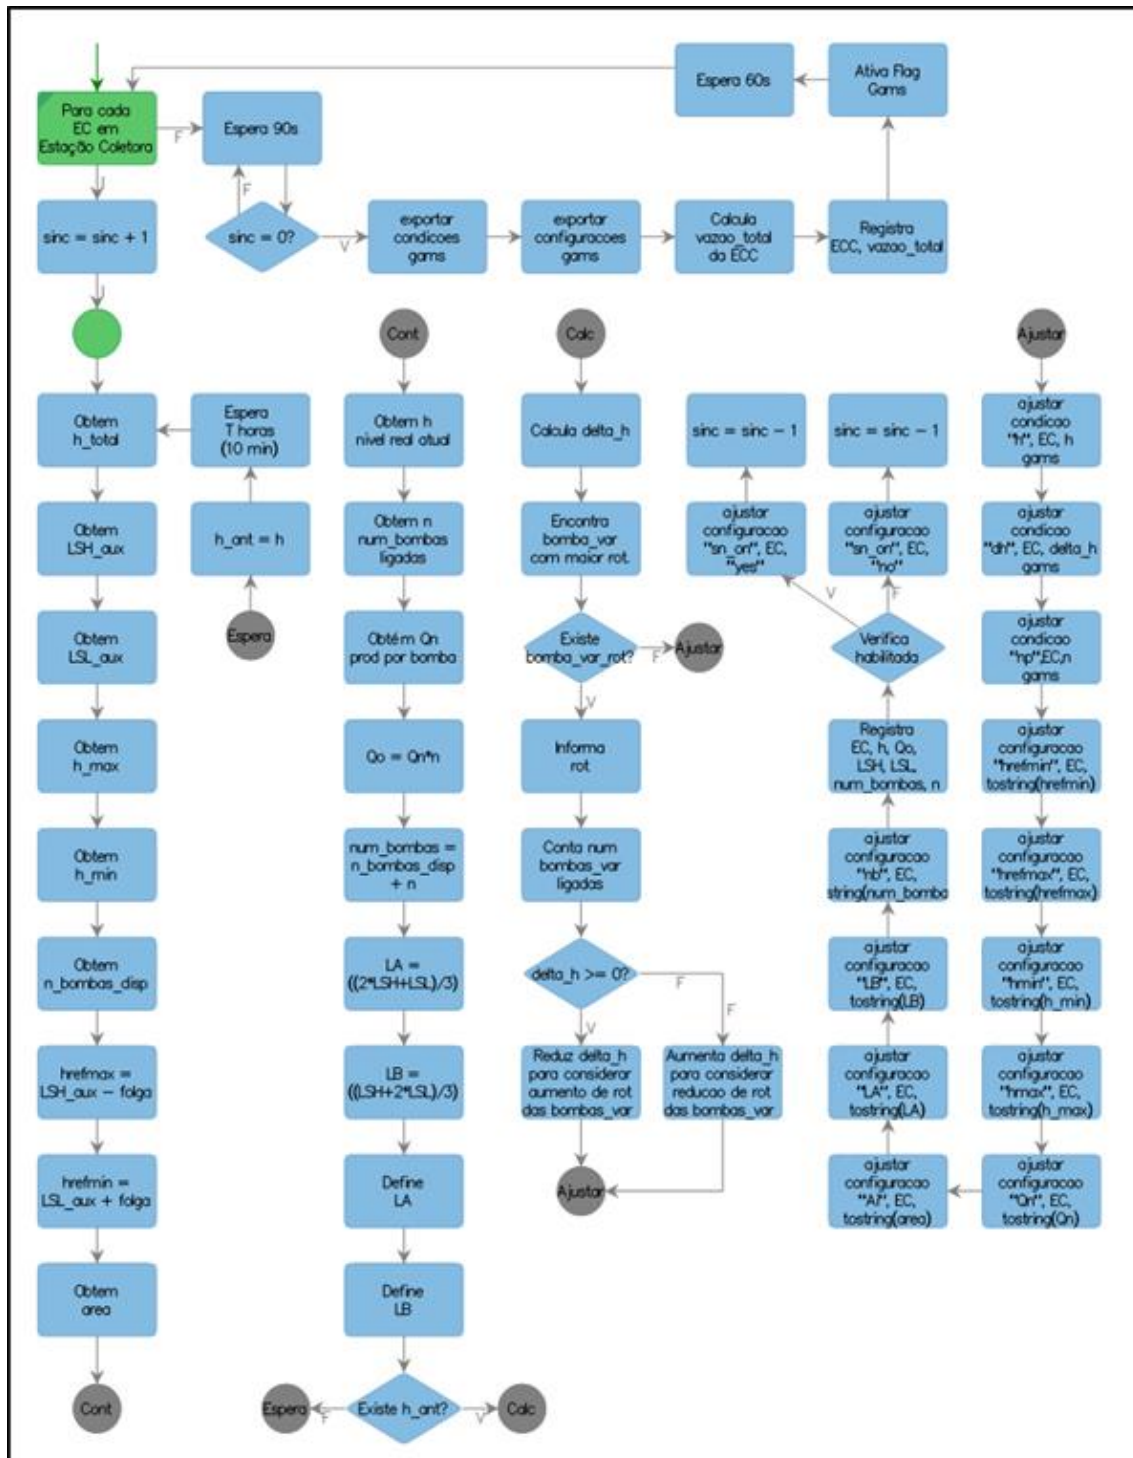 Para cada
EC em
Estação Coletora
F
Espera 90s
Espera 60s
Ativa Flag
Gams
sinc = sinc + 1
F
sinc = 0?
V
exportar
condicoes
gams
exportar
configuracoes
gams
Calcula
vazao_total
da ECC
Registra
ECC, vazao_total
Obtem
h_total
Obtem
LSH_aux
Obtem
LSL_aux
Obtem
h_max
Obtem
h_min
Obtem
n_bombas_disp
hrefmax =
LSH_aux - folga
hrefmin =
LSL_aux + folga
Obtem
area
Cont
Espera
T horas
(10 min)
h_ant = h
Espera
Cont
Obtem h
nivel real atual
Obtem n
num_bombas
ligadas
Obtém Qn
prod por bomba
Qo = Qn*n
num_bombas =
n_bombas_disp
+ n
LA =
((2*LSH+LSL)/3)
LB =
((LSH+2*LSL)/3)
Define
LA
Define
LB
Existe h_ant?
F
Espera
V
Calc
Calc
Calcula delta_h
Encontra
bomba_var
com maior rot.
Existe
bomba_var_rot?
F
Ajustar
V
Informa
rot
Conta num
bombas_var
ligadas
delta_h >= 0?
F
F
V
Reduz delta_h
para considerar
aumento de rot
das bombas_var
Aumenta delta_h
para considerar
reducao de rot
das bombas_var
Ajustar
sinc = sinc - 1
sinc = sinc - 1
ajustar
configuracao
"sn_on", EC,
"yes"
ajustar
configuracao
"sn_on", EC,
"no"
V
F
Verifica
habilitada
Registra
EC, h, Qo,
LSH, LSL,
num_bombas, n
ajustar
configuracao
"nb", EC,
string(num_bomba
ajustar
configuracao
"LB", EC,
tostring(LB)
ajustar
configuracao
"LA", EC,
tostring(LA)
ajustar
configuracao
"Al", EC,
tostring(area)
Ajustar
ajustar
condicao
"h", EC, h
gams
ajustar
condicao
"dh", EC, delta_h
gams
ajustar
condicao
"np",EC,n
gams
ajustar
configuracao
"hrefmin", EC,
tostring(hrefmin)
ajustar
configuracao
"hrefmax", EC,
tostring(hrefmax)
ajustar
configuracao
"hmin", EC,
tostring(h_min)
ajustar
configuracao
"hmax", EC,
tostring(h_max)
ajustar
configuracao
"Qn", EC,
tostring(Qn)